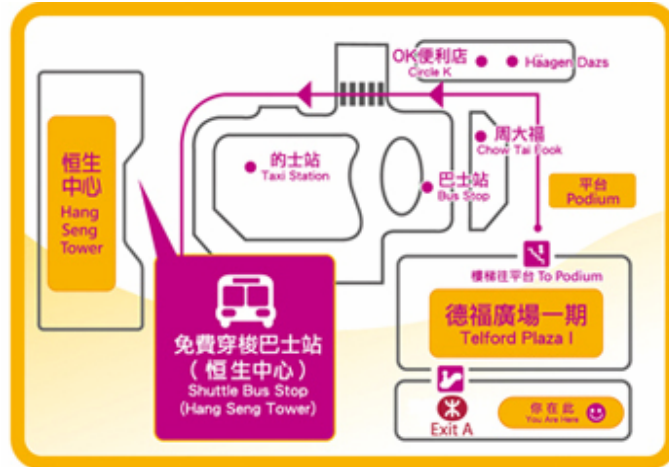 OK便利店
Circle K
Häagen Dazs
恒生
中心
Hang
Seng
Tower
的士站
Taxi Station
周大福
Chow Tai Fook
巴士站
Bus Stop
平台
Podium
樓梯往平台 To Podium
免費穿梭巴士站
(恒生中心)
Shuttle Bus Stop
(Hang Seng Tower)
德福廣場一期
Telford Plaza I
Exit A
你在此
You Are Here